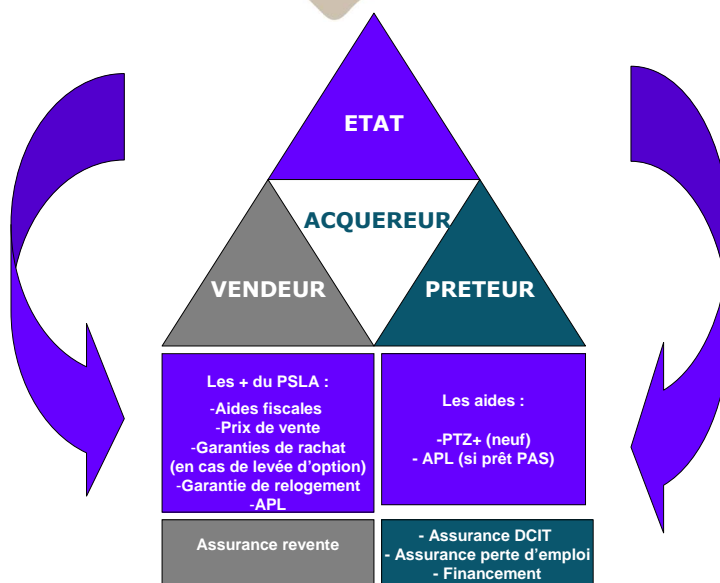 ETAT
ACQUEREUR
VENDEUR
PRETEUR
Les + du PSLA :
-Aides fiscales
-Prix de vente
-Garanties de rachat
(en cas de levée d'option)
-Garantie de relogement
-APL
Les aides :
-PTZ+ (neuf)
- APL (si prêt PAS)
Assurance revente
- Assurance DCIT
- Assurance perte d'emploi
- Financement